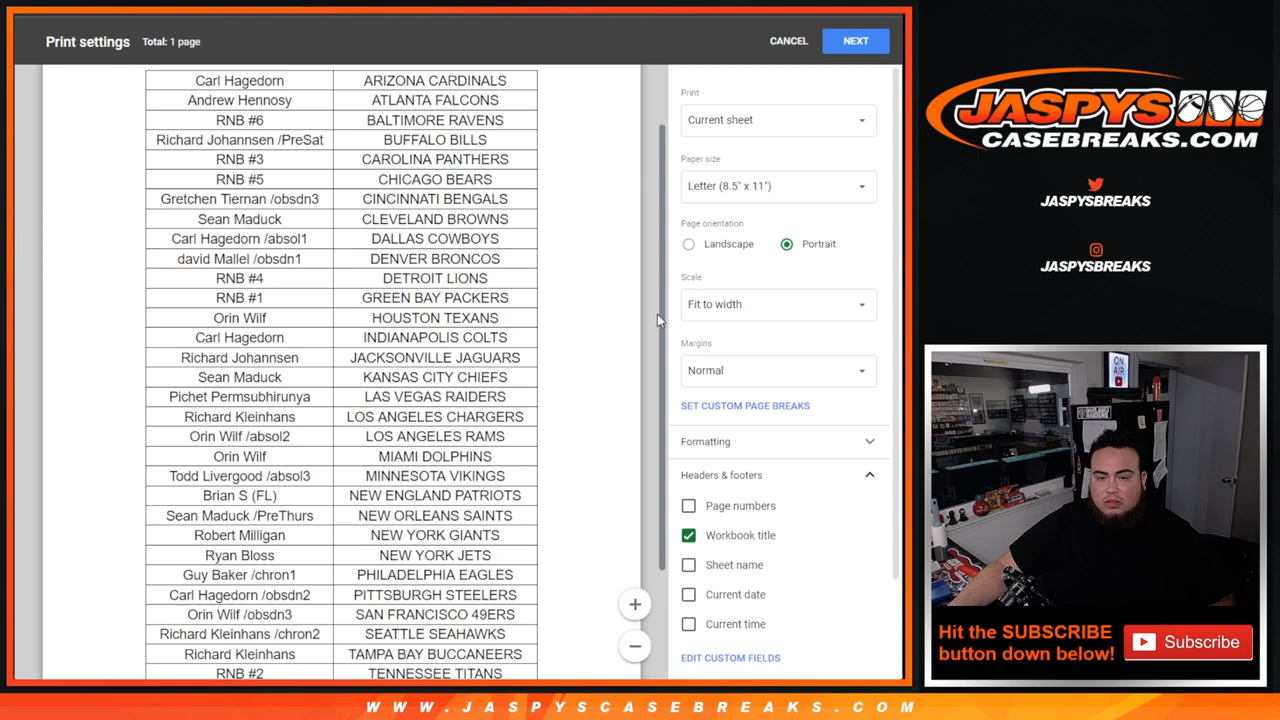 Print settings
Total: 1 page
CANCEL
NEXT
Carl Hagedorn ARIZONA CARDINALS
Andrew Hennosy ATLANTA FALCONS
RNB #6 BALTIMORE RAVENS
Richard Johannsen /PreSat BUFFALO BILLS
RNB #3 CAROLINA PANTHERS
RNB #5 CHICAGO BEARS
Gretchen Tiernan /obsdn3 CINCINNATI BENGALS
Sean Maduck CLEVELAND BROWNS
Carl Hagedorn /absol1 DALLAS COWBOYS
david Mallel /obsdn1 DENVER BRONCOS
RNB #4 DETROIT LIONS
RNB #1 GREEN BAY PACKERS
Orin Wilf HOUSTON TEXANS
Carl Hagedorn INDIANAPOLIS COLTS
Richard Johannsen JACKSONVILLE JAGUARS
Sean Maduck KANSAS CITY CHIEFS
Pichet Permsubhirunya LAS VEGAS RAIDERS
Richard Kleinhans LOS ANGELES CHARGERS
Orin Wilf /absol2 LOS ANGELES RAMS
Orin Wilf MIAMI DOLPHINS
Todd Livergood /absol3 MINNESOTA VIKINGS
Brian S (FL) NEW ENGLAND PATRIOTS
Sean Maduck /PreThurs NEW ORLEANS SAINTS
Robert Milligan NEW YORK GIANTS
Ryan Bloss NEW YORK JETS
Guy Baker /chron1 PHILADELPHIA EAGLES
Carl Hagedorn /obsdn2 PITTSBURGH STEELERS
Orin Wilf /obsdn3 SAN FRANCISCO 49ERS
Richard Kleinhans /chron2 SEATTLE SEAHAWKS
Richard Kleinhans TAMPA BAY BUCCANEERS
RNB #2 TENNESSEE TITANS
Print
Current sheet
Paper size
Letter (8.5" x 11")
Page orientation
Landscape
Portrait
Scale
Fit to width
Margins
Normal
SET CUSTOM PAGE BREAKS
Formatting
Headers & footers
Page numbers
Workbook title
Sheet name
Current date
Current time
EDIT CUSTOM FIELDS
JASPYS
CASEBREAKS.COM
JASPYSBREAKS
JASPYSBREAKS
ON
AIR
Hit the SUBSCRIBE
button down below!
Subscribe
WWW.JASPYSCASEBREAKS.COM